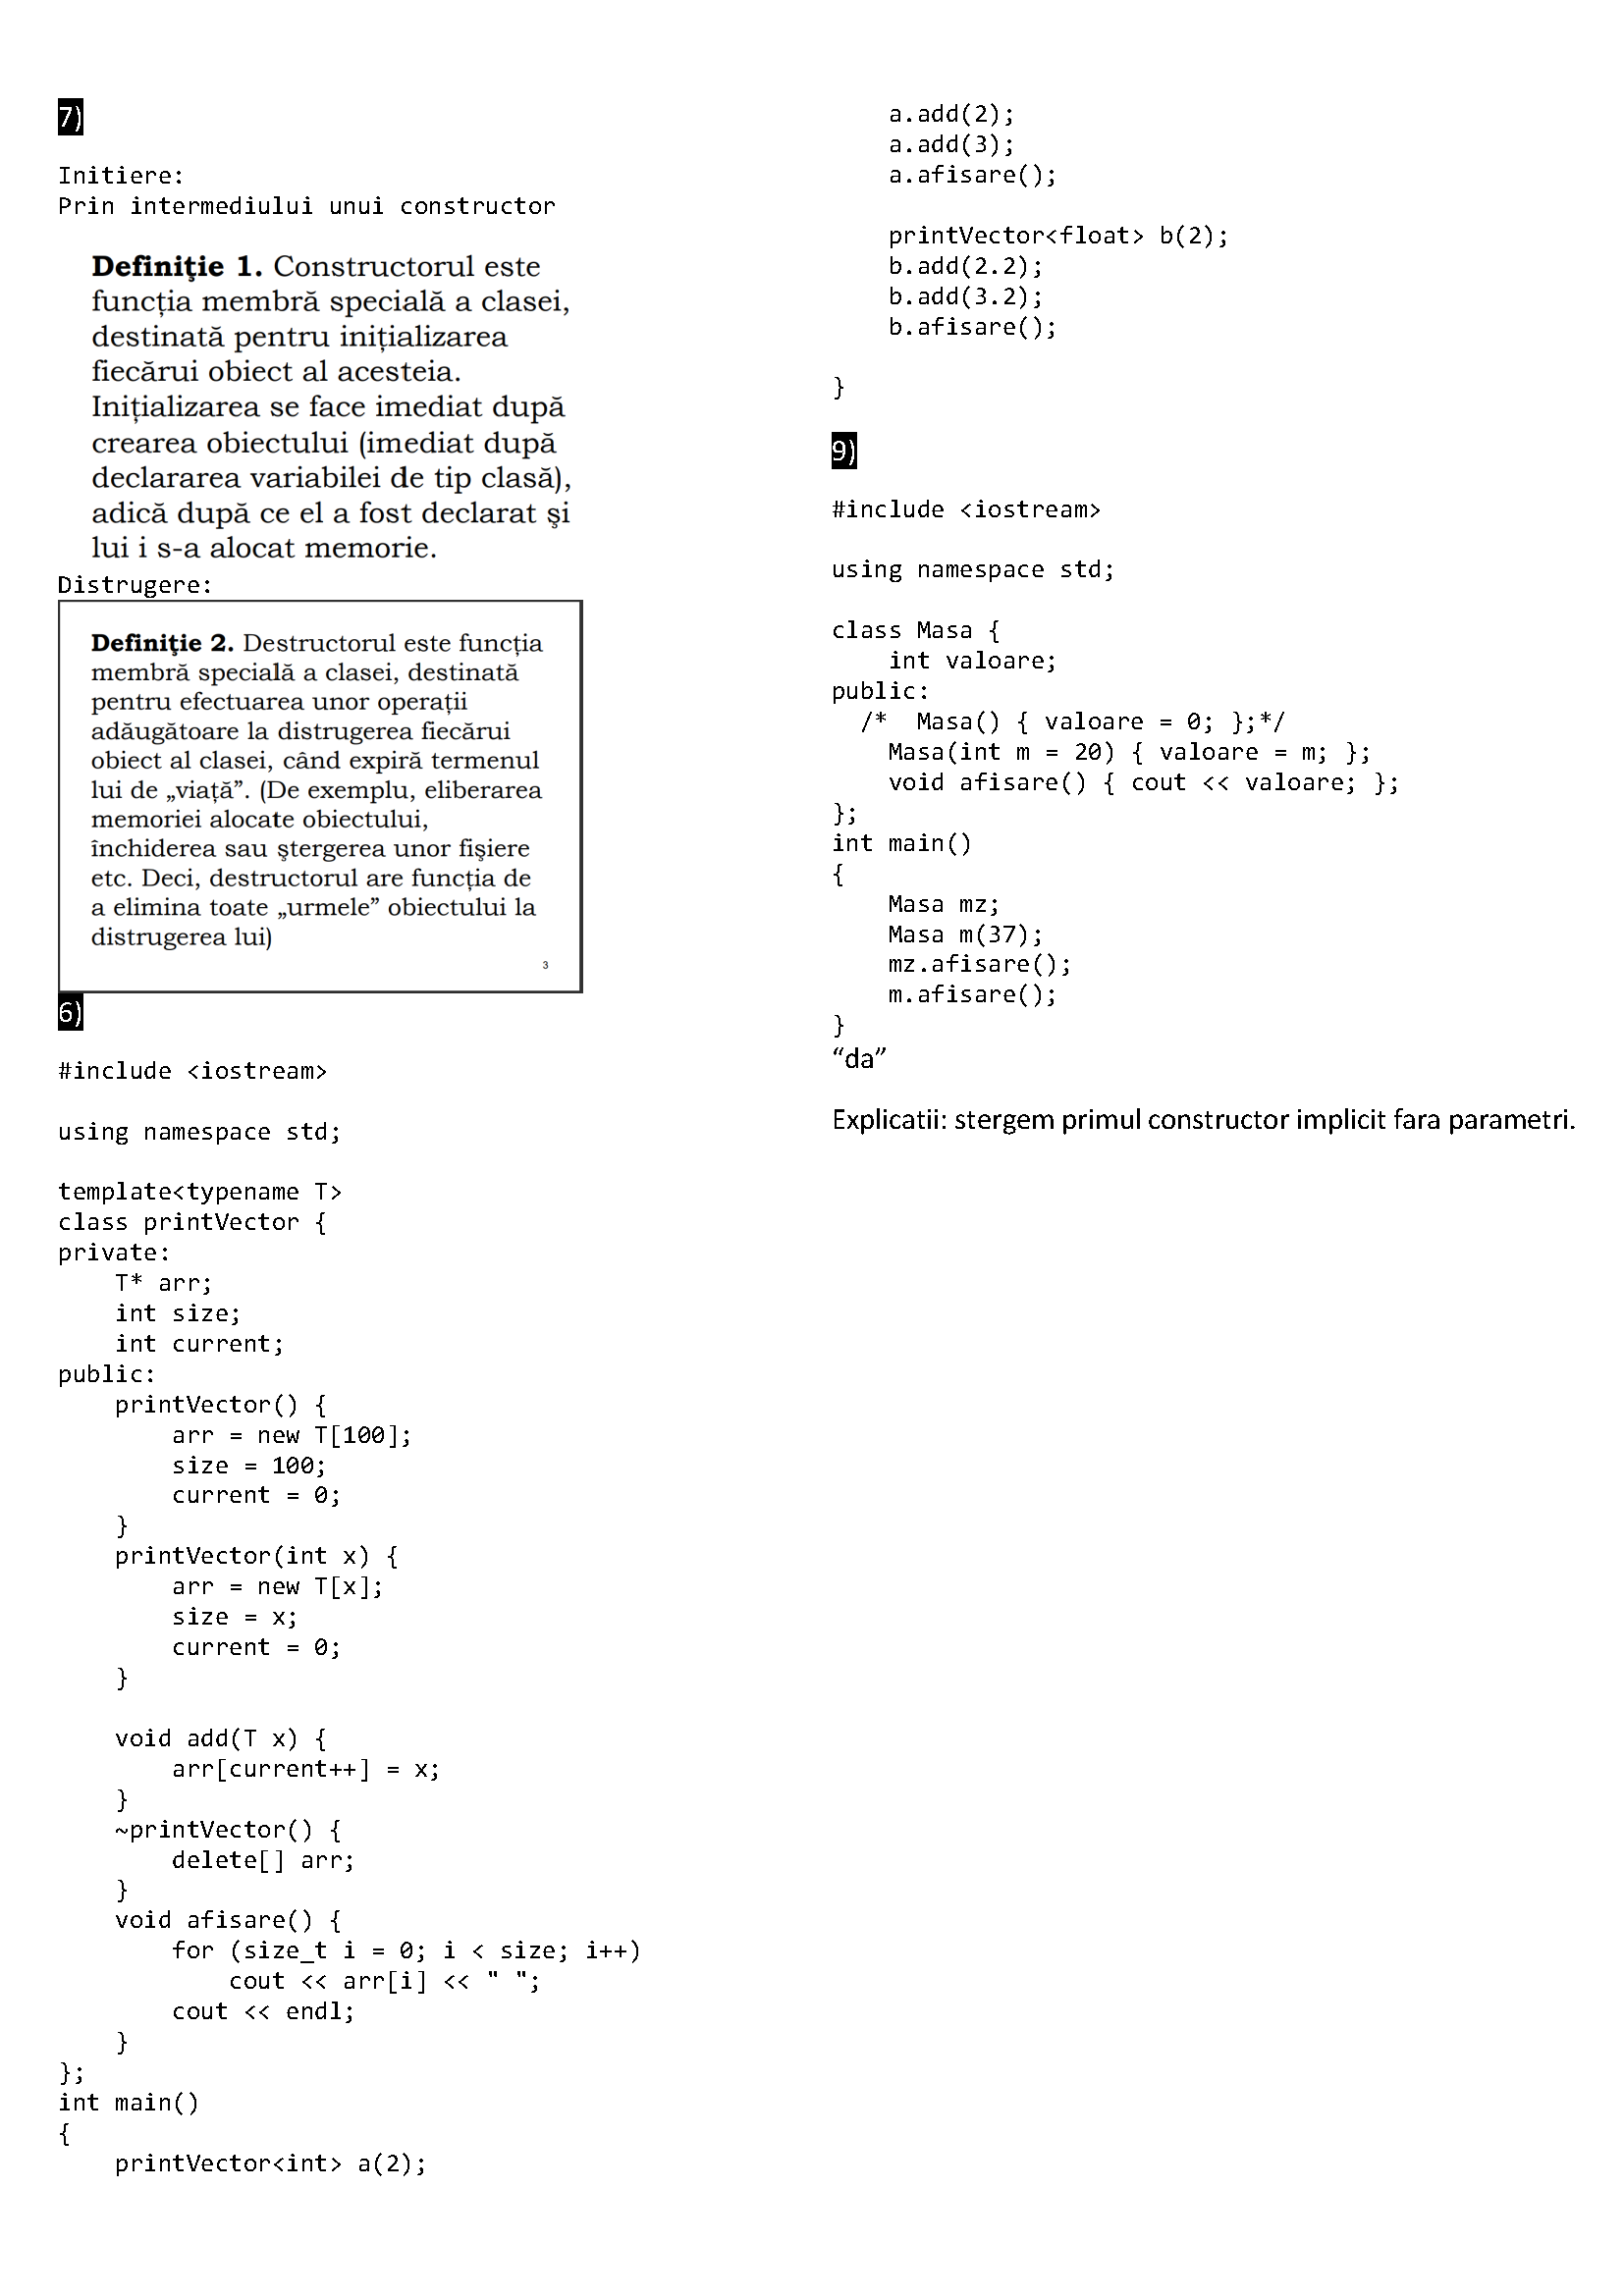 7)
Initiere:
Prin intermediului unui constructor
Definiţie 1. Constructorul este
funcția membră specială a clasei,
destinată pentru inițializarea
fiecărui obiect al acesteia.
Inițializarea se face imediat după
crearea obiectului (imediat după
declararea variabilei de tip clasă),
adică după ce el a fost declarat şi
lui i s-a alocat memorie.
Distrugere:
Definiţie 2. Destructorul este funcția
membră specială a clasei, destinată
pentru efectuarea unor operații
adăugătoare la distrugerea fiecărui
obiect al clasei, când expiră termenul
lui de „viață”. (De exemplu, eliberarea
memoriei alocate obiectului,
închiderea sau ştergerea unor fişiere
etc. Deci, destructorul are funcția de
a elimina toate „urmele” obiectului la
distrugerea lui)
3
6)
#include <iostream>
using namespace std;
template<typename T>
class printVector {
private:
    T* arr;
    int size;
    int current;
public:
    printVector() {
        arr = new T[100];
        size = 100;
        current = 0;
    }
    printVector(int x) {
        arr = new T[x];
        size = x;
        current = 0;
    }
    void add(T x) {
        arr[current++] = x;
    }
    ~printVector() {
        delete[] arr;
    }
    void afisare() {
        for (size_t i = 0; i < size; i++)
            cout << arr[i] << " ";
        cout << endl;
    }
};
int main()
{
    printVector<int> a(2);
    a.add(2);
    a.add(3);
    a.afisare();
    printVector<float> b(2);
    b.add(2.2);
    b.add(3.2);
    b.afisare();
}
9)
#include <iostream>
using namespace std;
class Masa {
    int valoare;
public:
  /*  Masa() { valoare = 0; };*/
    Masa(int m = 20) { valoare = m; };
    void afisare() { cout << valoare; };
};
int main()
{
    Masa mz;
    Masa m(37);
    mz.afisare();
    m.afisare();
}
“da”
Explicatii: stergem primul constructor implicit fara parametri.